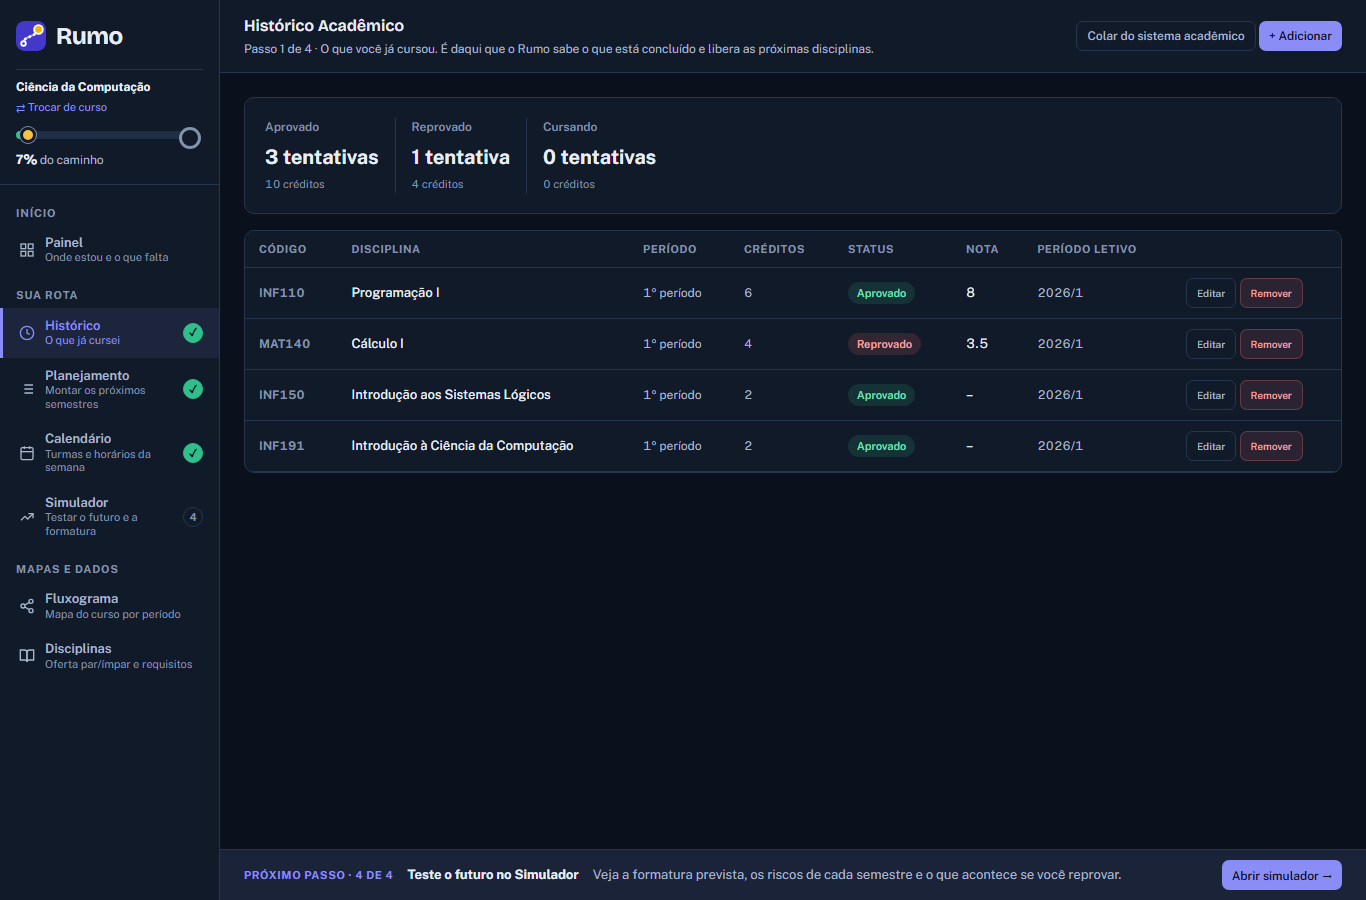 Rumo
Ciência da Computação
⇄ Trocar de curso
7% do caminho
INÍCIO
Painel
Onde estou e o que falta
SUA ROTA
Histórico
O que já cursei
Planejamento
Montar os próximos
semestres
Calendário
Turmas e horários da
semana
Simulador
Testar o futuro e a
formatura
4
MAPAS E DADOS
Fluxograma
Mapa do curso por período
Disciplinas
Oferta par/ímpar e requisitos
Histórico Acadêmico
Passo 1 de 4 · O que você já cursou. É daqui que o Rumo sabe o que está concluído e libera as próximas disciplinas.
Colar do sistema acadêmico
+ Adicionar
Aprovado
3 tentativas
10 créditos
Reprovado
1 tentativa
4 créditos
Cursando
0 tentativas
0 créditos
CÓDIGO DISCIPLINA PERÍODO CRÉDITOS STATUS NOTA PERÍODO LETIVO
INF110 Programação I 1º período 6 Aprovado 8 2026/1 Editar Remover
MAT140 Cálculo I 1º período 4 Reprovado 3.5 2026/1 Editar Remover
INF150 Introdução aos Sistemas Lógicos 1º período 2 Aprovado – 2026/1 Editar Remover
INF191 Introdução à Ciência da Computação 1º período 2 Aprovado – 2026/1 Editar Remover
PRÓXIMO PASSO · 4 DE 4 Teste o futuro no Simulador Veja a formatura prevista, os riscos de cada semestre e o que acontece se você reprovar. Abrir simulador →